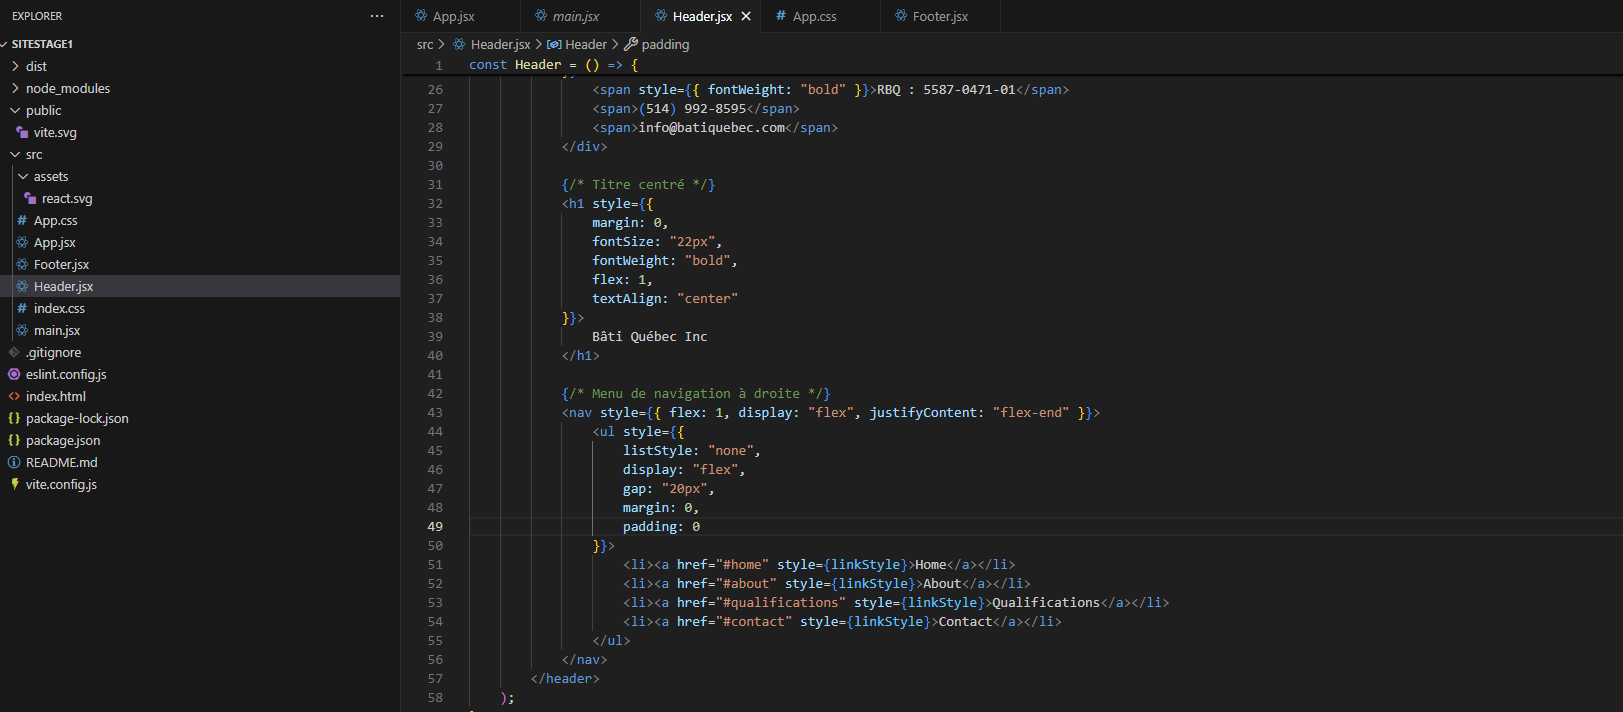 EXPLORER ...
SITESTAGE1
dist
node_modules
public
vite.svg
src
assets
react.svg
# App.css
App.jsx
Footer.jsx
Header.jsx
# index.css
main.jsx
.gitignore
eslint.config.js
<> index.html
{} package-lock.json
{} package.json
README.md
vite.config.js
App.jsx main.jsx Header.jsx # App.css Footer.jsx
src > Header.jsx > Header > padding
1 const Header = () => {
26 <span style={{ fontWeight: "bold" }}>RBQ : 5587-0471-01</span>
27 <span>(514) 992-8595</span>
28 <span>info@batiquebec.com</span>
29 </div>
30
31 {/* Titre centré */}
32 <h1 style={{
33 margin: 0,
34 fontSize: "22px",
35 fontWeight: "bold",
36 flex: 1,
37 textAlign: "center"
38 }}>
39 Bâti Québec Inc
40 </h1>
41
42 {/* Menu de navigation à droite */}
43 <nav style={{ flex: 1, display: "flex", justifyContent: "flex-end" }}>
44 <ul style={{
45 listStyle: "none",
46 display: "flex",
47 gap: "20px",
48 margin: 0,
49 padding: 0
50 }}>
51 <li><a href="#home" style={linkStyle}>Home</a></li>
52 <li><a href="#about" style={linkStyle}>About</a></li>
53 <li><a href="#qualifications" style={linkStyle}>Qualifications</a></li>
54 <li><a href="#contact" style={linkStyle}>Contact</a></li>
55 </ul>
56 </nav>
57 </header>
58 );